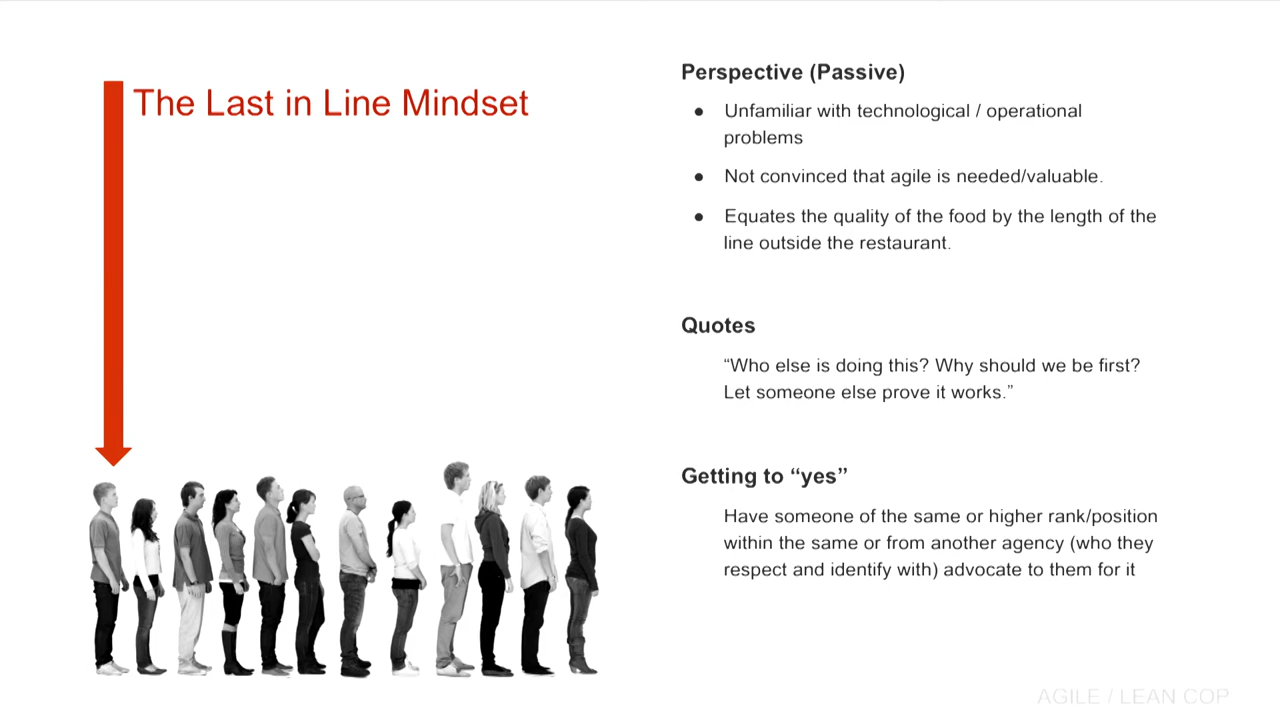 The Last in Line Mindset
Perspective (Passive)
● Unfamiliar with technological / operational
problems
● Not convinced that agile is needed/valuable.
● Equates the quality of the food by the length of the
line outside the restaurant.
Quotes
“Who else is doing this? Why should we be first?
Let someone else prove it works.”
Getting to “yes”
Have someone of the same or higher rank/position
within the same or from another agency (who they
respect and identify with) advocate to them for it
AGILE / LEAN COP